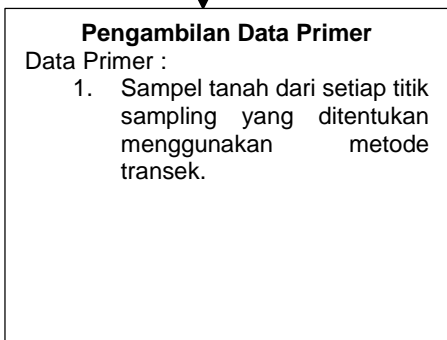 Pengambilan Data Primer
Data Primer :
1. Sampel tanah dari setiap titik
sampling yang ditentukan
menggunakan metode
transek.